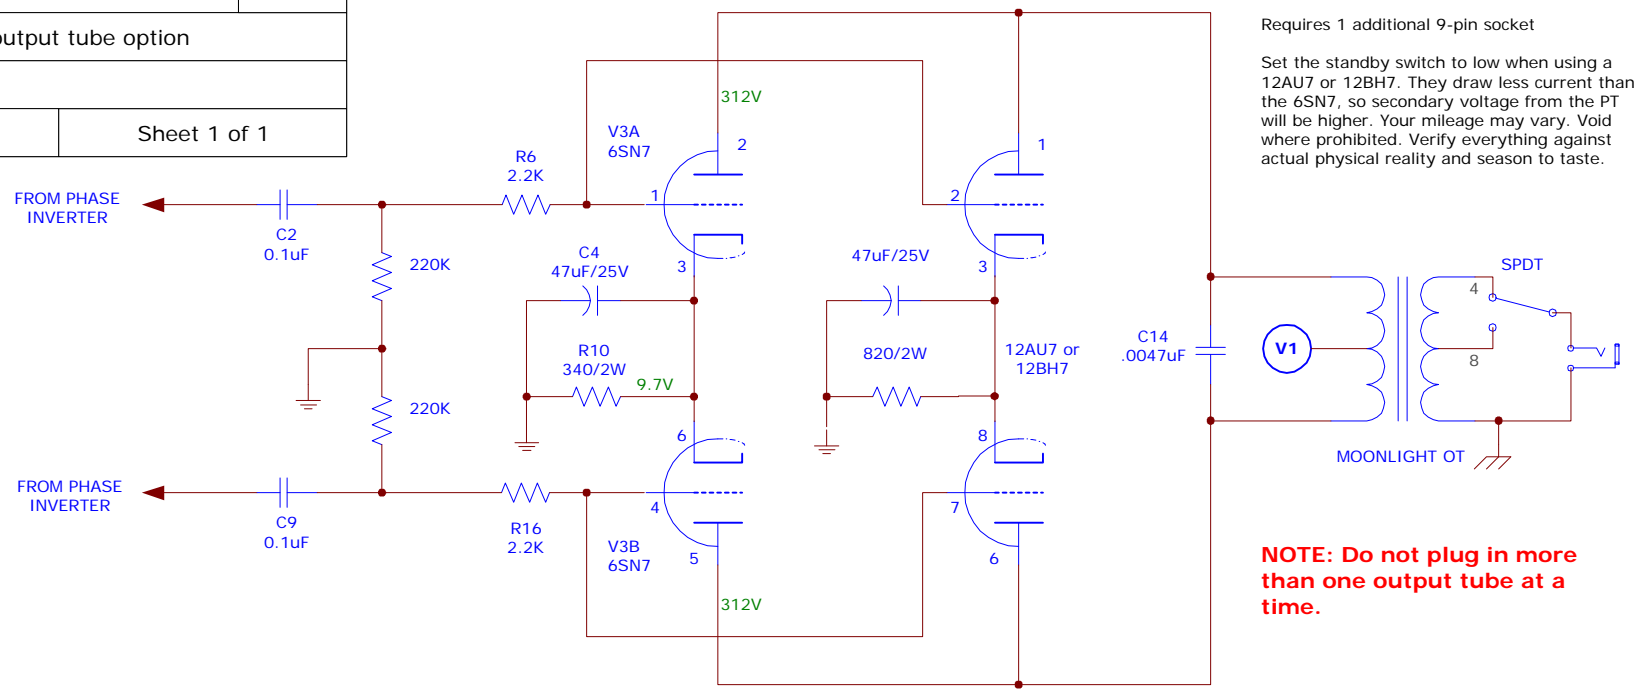 output tube option
Sheet 1 of 1
Requires 1 additional 9-pin socket
Set the standby switch to low when using a
12AU7 or 12BH7. They draw less current than
the 6SN7, so secondary voltage from the PT
will be higher. Your mileage may vary. Void
where prohibited. Verify everything against
actual physical reality and season to taste.
312V
V3A
6SN7
2
1
R6
2.2K
FROM PHASE
INVERTER
1
2
C2
0.1uF
220K
C4
47uF/25V
3
47uF/25V
3
SPDT
4
C14
.0047uF
V1
8
R10
340/2W
9.7V
820/2W
12AU7 or
12BH7
220K
6
8
MOONLIGHT OT
FROM PHASE
INVERTER
4
7
C9
0.1uF
R16
2.2K
V3B
6SN7
5
6
312V
NOTE: Do not plug in more
than one output tube at a
time.